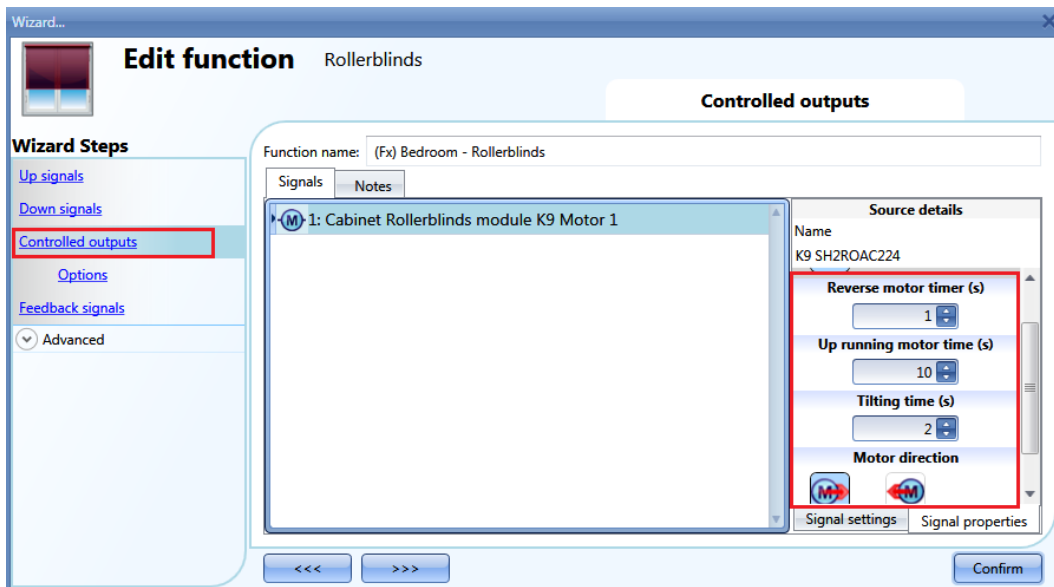 Wizard...
Edit function Rollerblinds
Controlled outputs
Wizard Steps
Up signals
Down signals
Controlled outputs
Options
Feedback signals
Advanced
Function name: (Fx) Bedroom - Rollerblinds
Signals Notes
M 1: Cabinet Rollerblinds module K9 Motor 1
Source details
Name
K9 SH2ROAC224
Reverse motor timer (s)
1
Up running motor time (s)
10
Tilting time (s)
2
Motor direction
M M
Signal settings Signal properties
<<< >>> Confirm